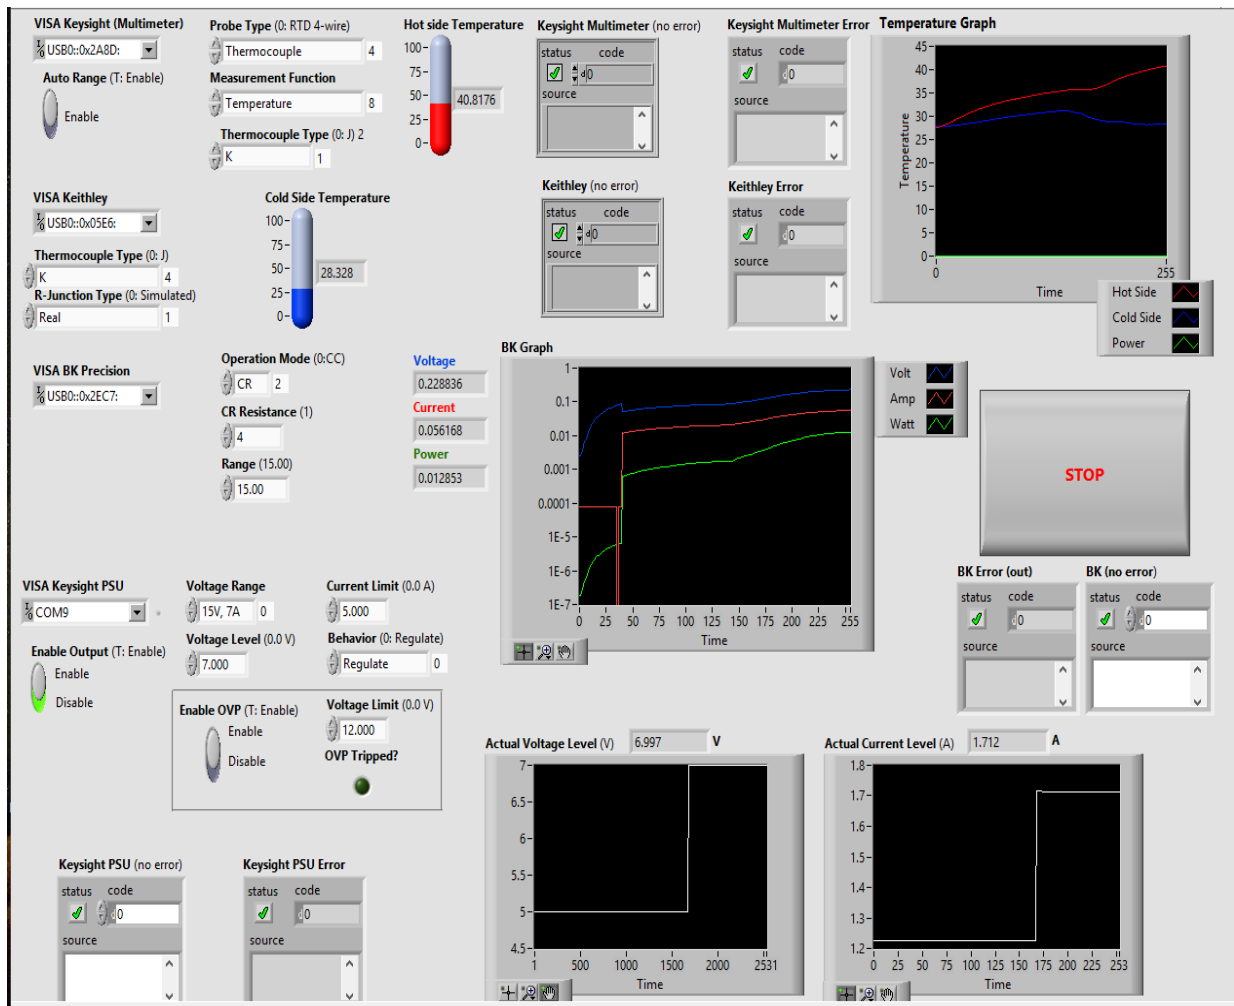 VISA Keysight (Multimeter)
USB0::0x2A8D:
Auto Range (T: Enable)
Enable
Probe Type (0: RTD 4-wire)
Thermocouple 4
Measurement Function
Temperature 8
Thermocouple Type (0: J) 2
K 1
Hot side Temperature
100-
75-
50-
25-
0-
40.8176
Keysight Multimeter (no error)
status code
d0
source
Keysight Multimeter Error
status code
d0
source
Temperature Graph
45-
40-
35-
30-
25-
20-
15-
10-
5-
0-
Temperature
0 255
Time
Hot Side
Cold Side
Power
VISA Keithley
USB0::0x05E6:
Thermocouple Type (0: J)
K 4
R-Junction Type (0: Simulated)
Real 1
Cold Side Temperature
100-
75-
50-
25-
0-
28.328
Keithley (no error)
status code
d0
source
Keithley Error
status code
d0
source
VISA BK Precision
USB0::0x2EC7:
Operation Mode (0:CC)
CR 2
CR Resistance (1)
4
Range (15.00)
15.00
Voltage
0.228836
Current
0.056168
Power
0.012853
BK Graph
1-
0.1-
0.01-
0.001-
0.0001-
1E-5-
1E-6-
1E-7-
0 25 50 75 100 125 150 175 200 225 255
Time
Volt
Amp
Watt
STOP
BK Error (out)
status code
d0
source
BK (no error)
status code
d0
source
VISA Keysight PSU
COM9
Enable Output (T: Enable)
Enable
Disable
Voltage Range
15V, 7A 0
Voltage Level (0.0 V)
7.000
Current Limit (0.0 A)
5.000
Behavior (0: Regulate)
Regulate 0
Enable OVP (T: Enable)
Enable
Disable
Voltage Limit (0.0 V)
12.000
OVP Tripped?
Actual Voltage Level (V) 6.997 V
7-
6.5-
6-
5.5-
5-
4.5-
1 500 1000 1500 2000 2531
Time
Actual Current Level (A) 1.712 A
1.8-
1.7-
1.6-
1.5-
1.4-
1.3-
1.2-
0 25 50 75 100 125 150 175 200 225 253
Time
Keysight PSU (no error)
status code
d0
source
Keysight PSU Error
status code
d0
source